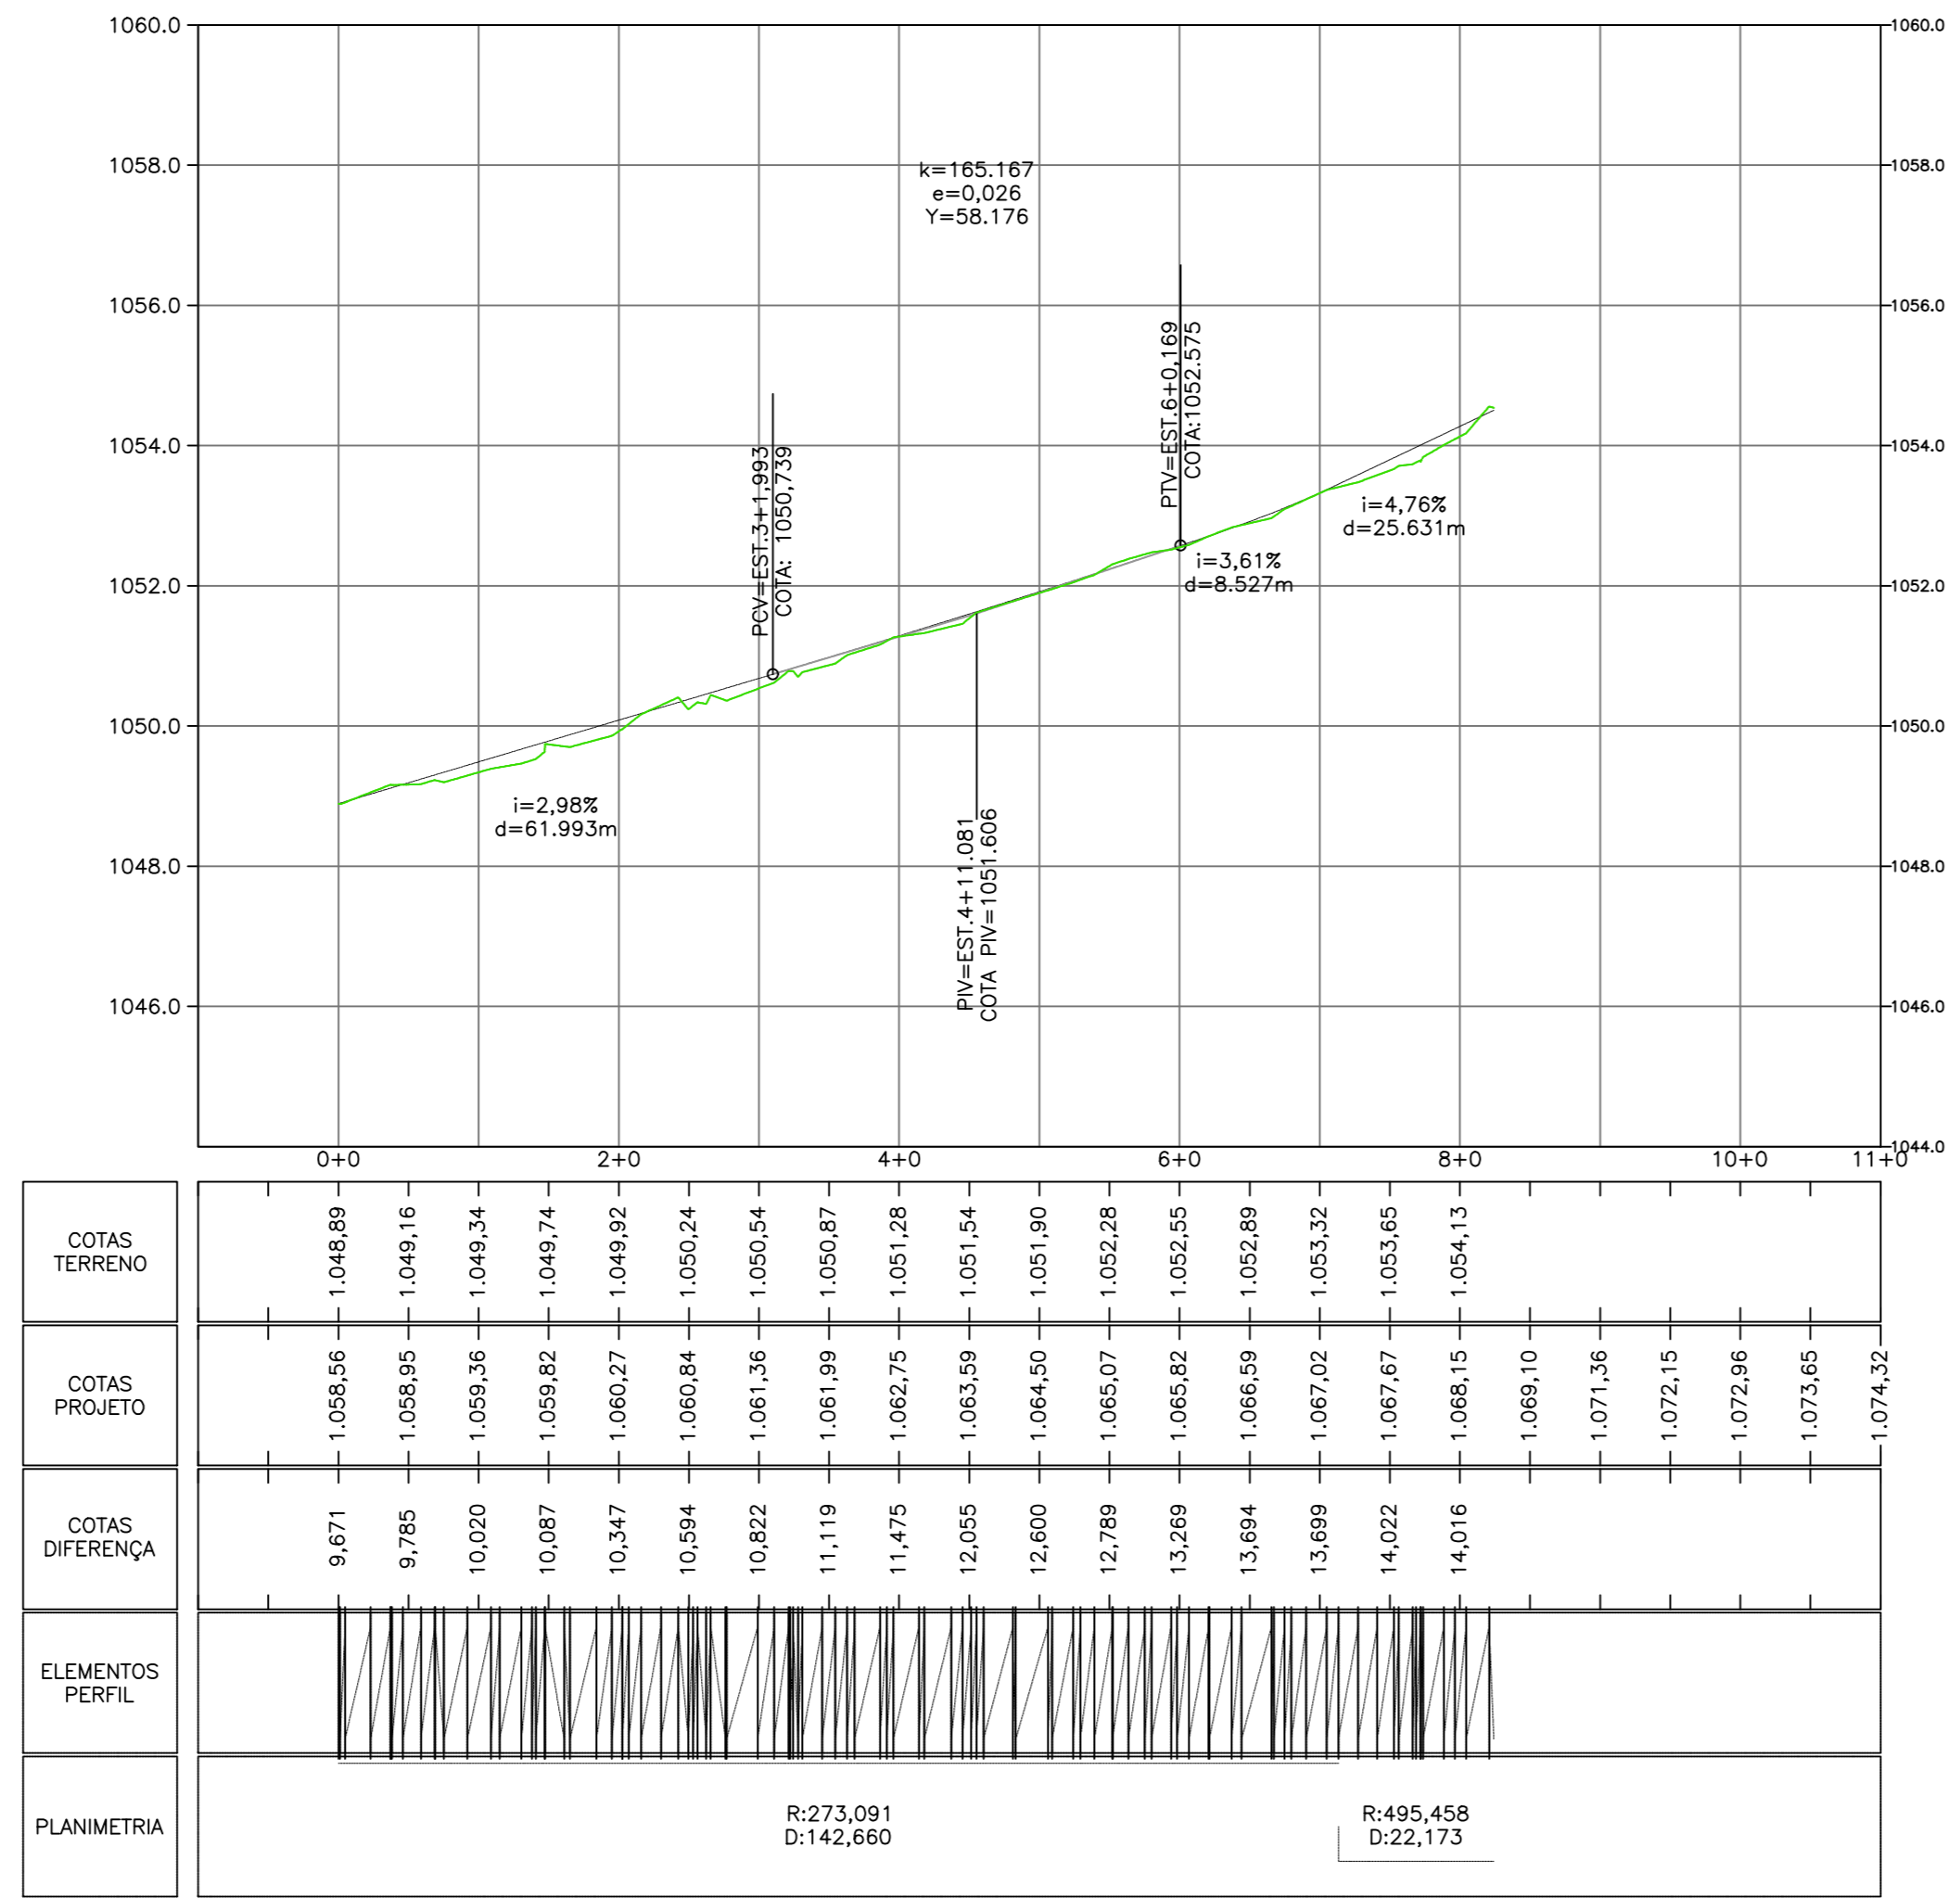 1060.0
1058.0
1056.0
1054.0
1052.0
1050.0
1048.0
1046.0
1060.0
1058.0
1056.0
1054.0
1052.0
1050.0
1048.0
1046.0
1044.0
k=165.167
e=0,026
Y=58.176
PCV=EST.3+1,993
COTA: 1050,739
PTV=EST.6+0,169
COTA:1052.575
PIV=EST.4+11.081
COTA PIV=1051.606
i=2,98%
d=61.993m
i=3,61%
d=8.527m
i=4,76%
d=25.631m
0+0 2+0 4+0 6+0 8+0 10+0 11+0
COTAS
TERRENO
1.048,89 1.049,16 1.049,34 1.049,74 1.049,92 1.050,24 1.050,54 1.050,87 1.051,28 1.051,54 1.051,90 1.052,28 1.052,55 1.052,89 1.053,32 1.053,65 1.054,13
COTAS
PROJETO
1.058,56 1.058,95 1.059,36 1.059,82 1.060,27 1.060,84 1.061,36 1.061,99 1.062,75 1.063,59 1.064,50 1.065,07 1.065,82 1.066,59 1.067,02 1.067,67 1.068,15 1.069,10 1.071,36 1.072,15 1.072,96 1.073,65 1.074,32
COTAS
DIFERENÇA
9,671 9,785 10,020 10,087 10,347 10,594 10,822 11,119 11,475 12,055 12,600 12,789 13,269 13,694 13,699 14,022 14,016
ELEMENTOS
PERFIL
PLANIMETRIA
R:273,091
D:142,660
R:495,458
D:22,173